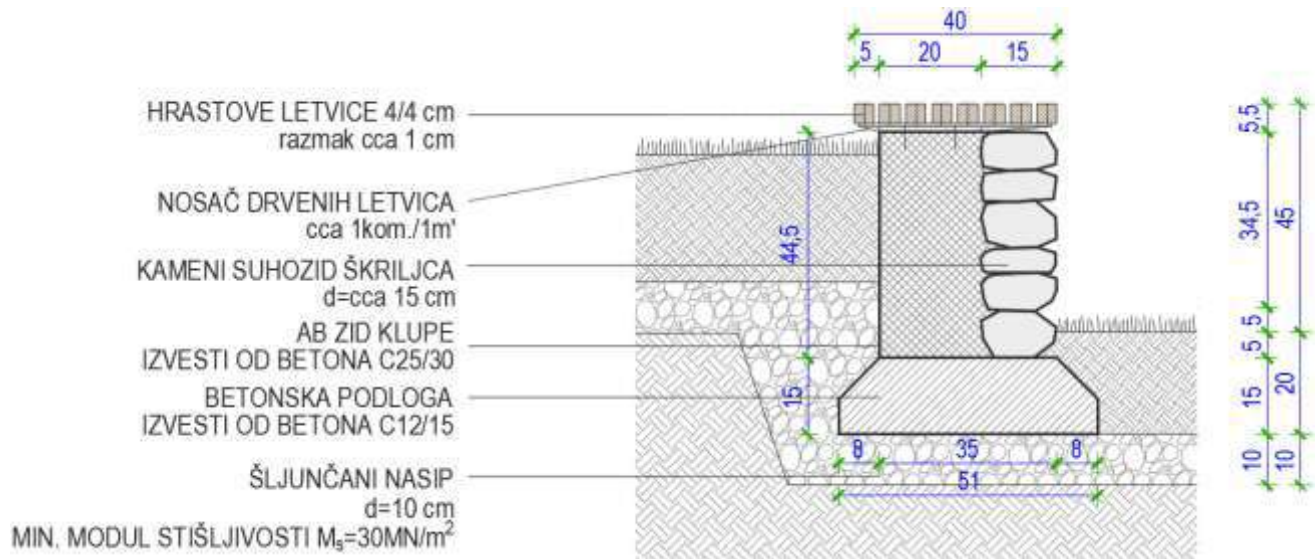 40
5 20 15
HRASTOVE LETVICE 4/4 cm
razmak cca 1 cm
NOSAČ DRVENIH LETVICA
cca 1kom./1m'
KAMENI SUHOZID ŠKRILJCA
d=cca 15 cm
AB ZID KLUPE
IZVESTI OD BETONA C25/30
BETONSKA PODLOGA
IZVESTI OD BETONA C12/15
ŠLJUNČANI NASIP
d=10 cm
MIN. MODUL STIŠLJIVOSTI Mₛ=30MN/m²
44,5
15
8 35 8
51
5,5
34,5
5
5
15
10
45
20
10